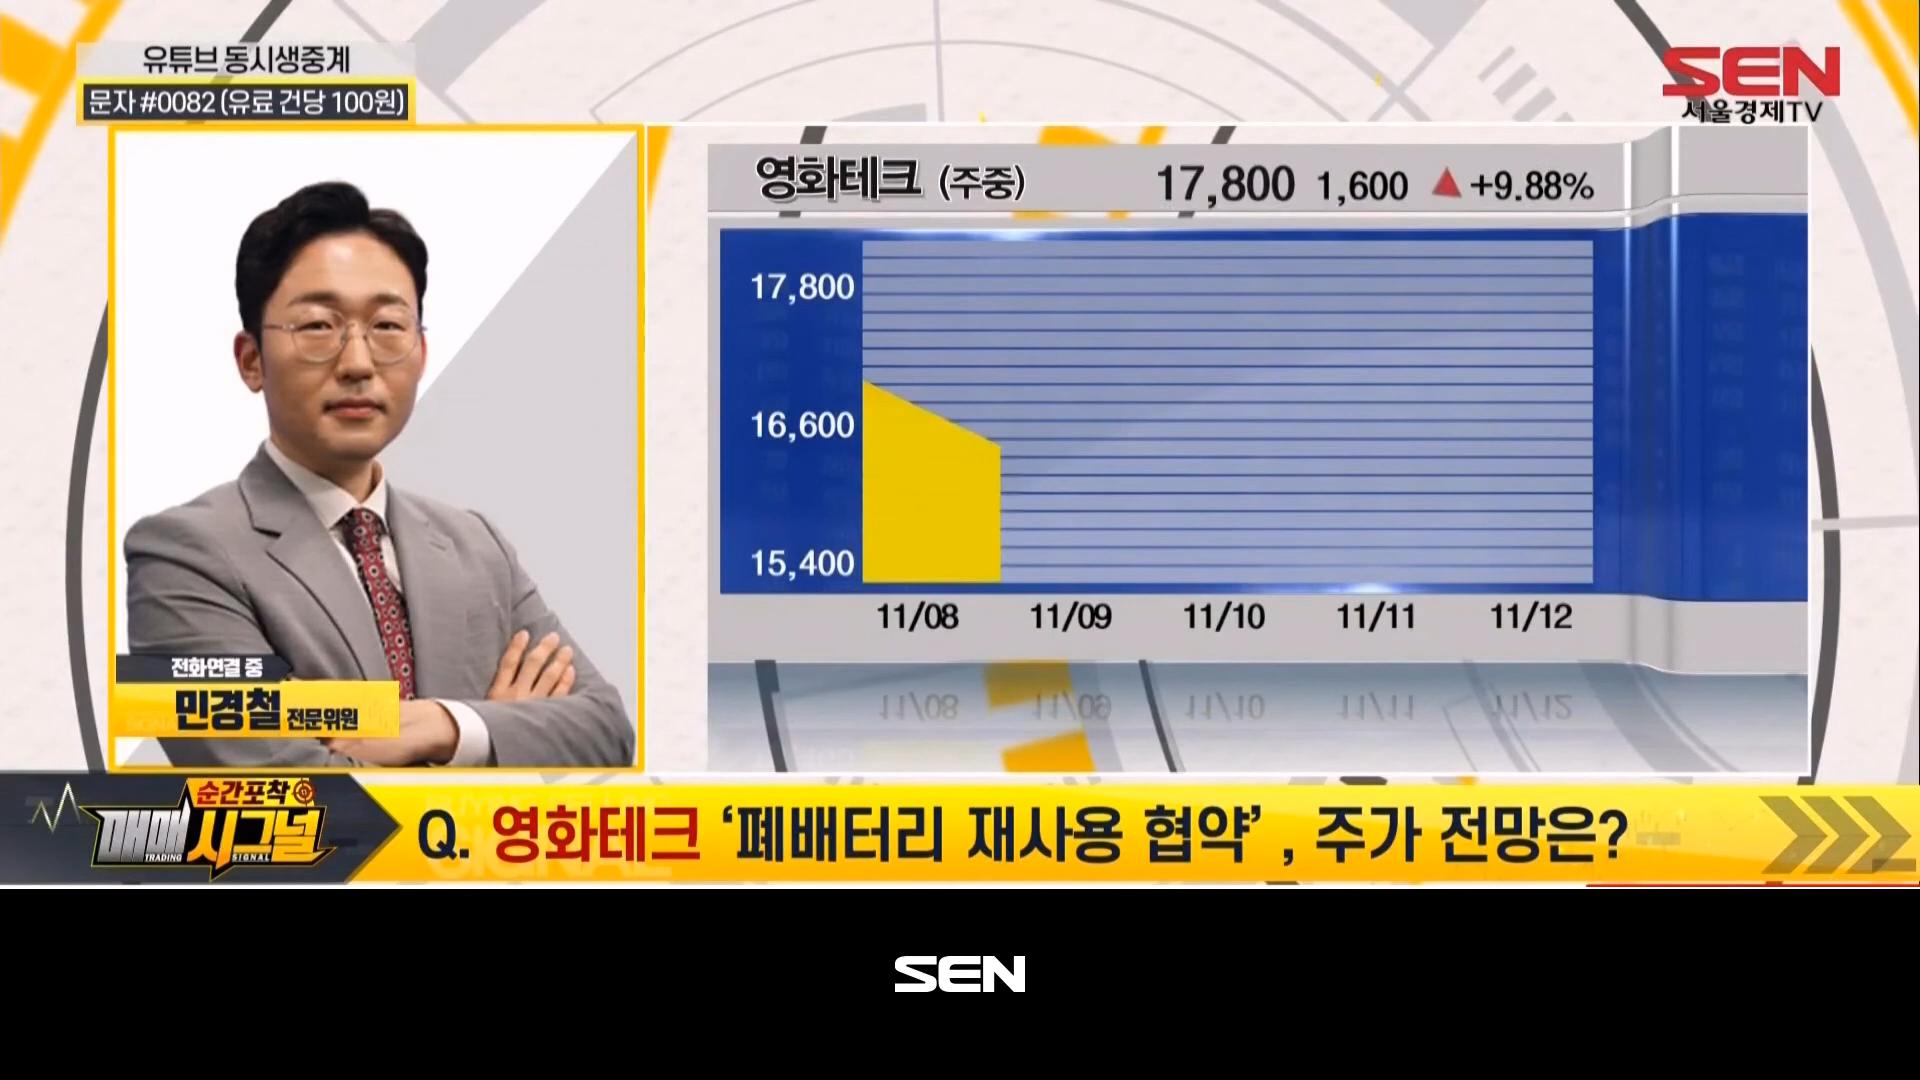 유튜브 동시생중계
문자 #0082 (유료 건당 100원)
SEN
서울경제TV
영화테크 (주중) 17,800 1,600 ▲ +9.88%
17,800
16,600
15,400
11/08 11/09 11/10 11/11 11/12
전화연결 중
민경철 전문위원
순간포착
매매 시그널
TRADING SIGNAL
Q. 영화테크 ‘폐배터리 재사용 협약’, 주가 전망은?
SEN